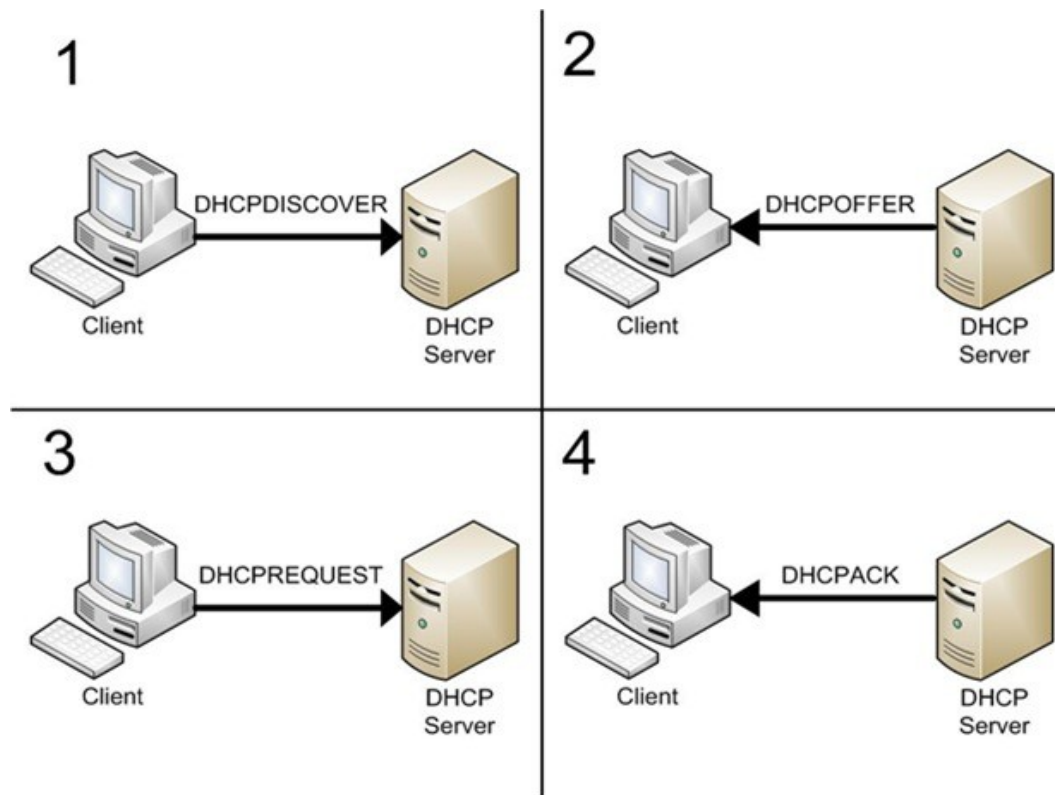 1
DHCPDISCOVER
Client
DHCP
Server
2
DHCPOFFER
Client
DHCP
Server
3
DHCPREQUEST
Client
DHCP
Server
4
DHCPACK
Client
DHCP
Server